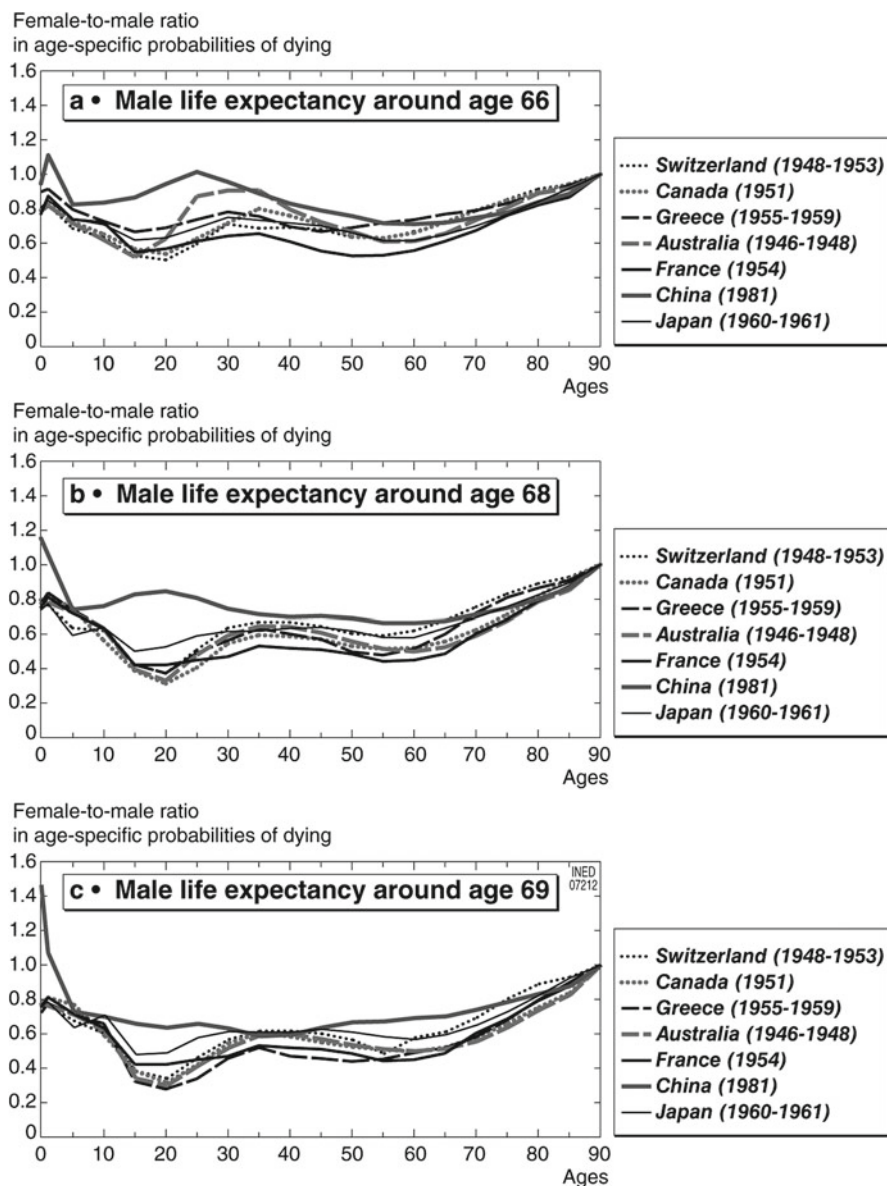 Female-to-male ratio
in age-specific probabilities of dying
1.6
1.4
1.2
1.0
0.8
0.6
0.4
0.2
0
a • Male life expectancy around age 66
0 10 20 30 40 50 60 70 80 90
Ages
Switzerland (1948-1953)
Canada (1951)
Greece (1955-1959)
Australia (1946-1948)
France (1954)
China (1981)
Japan (1960-1961)
Female-to-male ratio
in age-specific probabilities of dying
1.6
1.4
1.2
1.0
0.8
0.6
0.4
0.2
0
b • Male life expectancy around age 68
0 10 20 30 40 50 60 70 80 90
Ages
Switzerland (1948-1953)
Canada (1951)
Greece (1955-1959)
Australia (1946-1948)
France (1954)
China (1981)
Japan (1960-1961)
Female-to-male ratio
in age-specific probabilities of dying
1.6
1.4
1.2
1.0
0.8
0.6
0.4
0.2
0
c • Male life expectancy around age 69
INED
07212
0 10 20 30 40 50 60 70 80 90
Ages
Switzerland (1948-1953)
Canada (1951)
Greece (1955-1959)
Australia (1946-1948)
France (1954)
China (1981)
Japan (1960-1961)